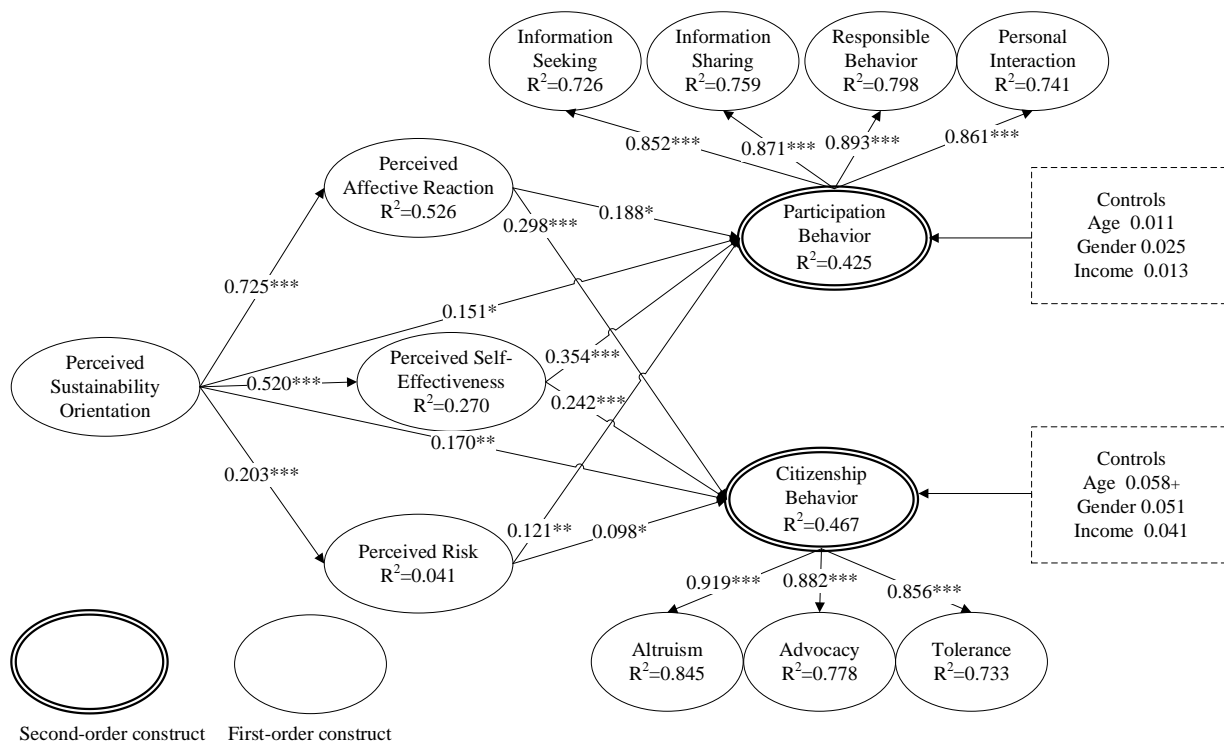 Information
Seeking
R²=0.726
Information
Sharing
R²=0.759
Responsible
Behavior
R²=0.798
Personal
Interaction
R²=0.741
0.852***
0.871***
0.893***
0.861***
Perceived
Affective Reaction
R²=0.526
0.188*
0.298***
Participation
Behavior
R²=0.425
Controls
Age 0.011
Gender 0.025
Income 0.013
0.725***
0.151*
Perceived
Sustainability
Orientation
0.520***
Perceived Self-
Effectiveness
R²=0.270
0.354***
0.242***
0.170**
0.203***
Citizenship
Behavior
R²=0.467
Controls
Age 0.058+
Gender 0.051
Income 0.041
Perceived Risk
R²=0.041
0.121**
0.098*
0.919***
0.882***
0.856***
Altruism
R²=0.845
Advocacy
R²=0.778
Tolerance
R²=0.733
Second-order construct
First-order construct